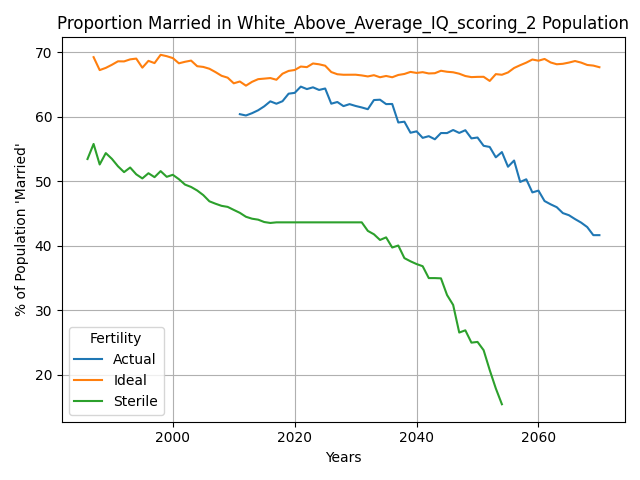 Proportion Married in White_Above_Average_IQ_scoring_2 Population
% of Population 'Married'
70
60
50
40
30
20
Fertility
Actual
Ideal
Sterile
2000
2020
2040
2060
Years